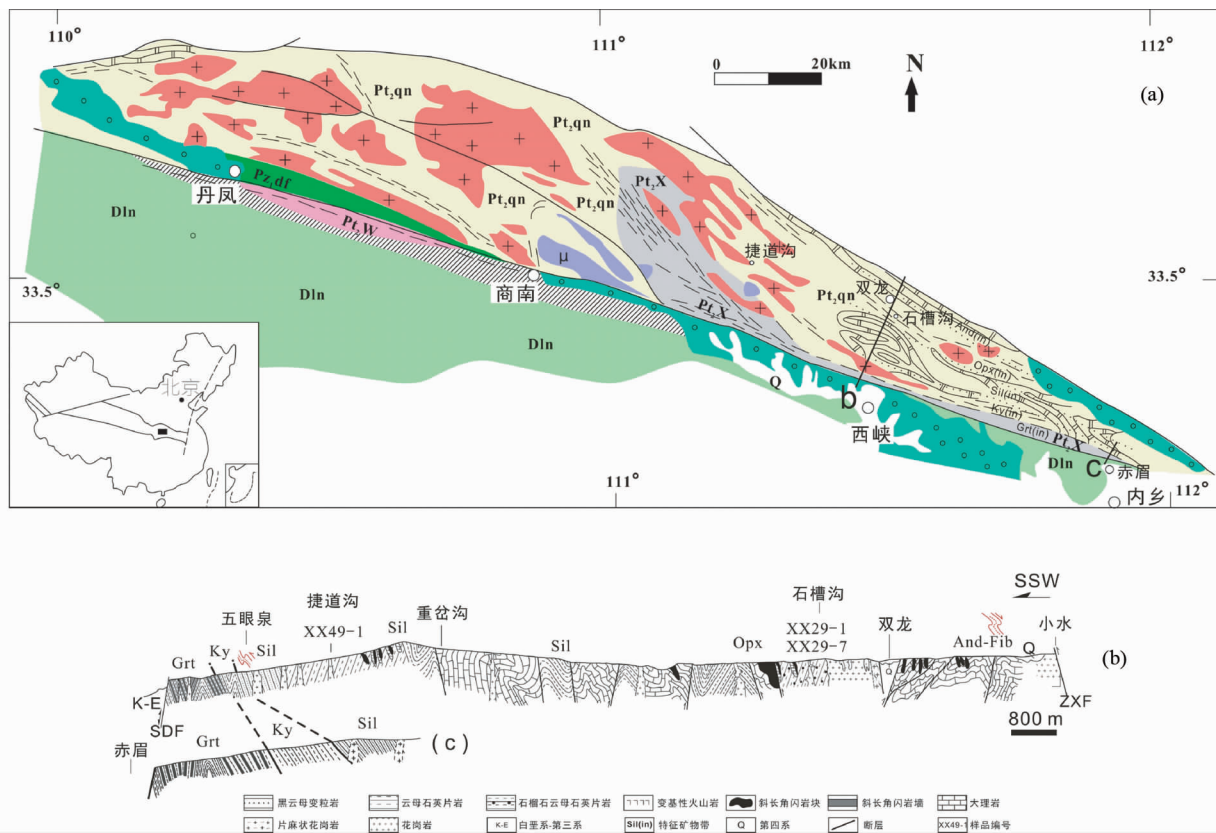 110°
111°
112°
0 20km
N
(a)
Pt₂qn
Pt₂qn
Pt₂qn
Pt₂qn
Pt₂X
Pz₁df
丹凤
Pt₁W
Dln
μ
捷道沟
双龙
33.5°
33.5°
商南
Pt₂qn
石槽沟
And(in)
Dln
Pt₂X
Opx(in)
Dln
Sil(in)
Q
Ky(in)
北京
b
Grt(in)
西峡
Pt₂X
Dln
c
赤眉
内乡
111°
112°
SSW
五眼泉
捷道沟
重岔沟
石槽沟
小水
XX49-1
XX29-1
双龙
Grt
Ky
Sil
Sil
Sil
Opx
XX29-7
And-Fib
Q
(b)
K-E
SDF
ZXF
800 m
赤眉
Grt
Ky
Sil
(c)
黑云母变粒岩
云母石英片岩
石榴石云母石英片岩
变基性火山岩
斜长角闪岩块
斜长角闪岩墙
大理岩
片麻状花岗岩
花岗岩
K-E 白垩系-第三系
Sil(in) 特征矿物带
Q 第四系
断层
XX49-1 样品编号